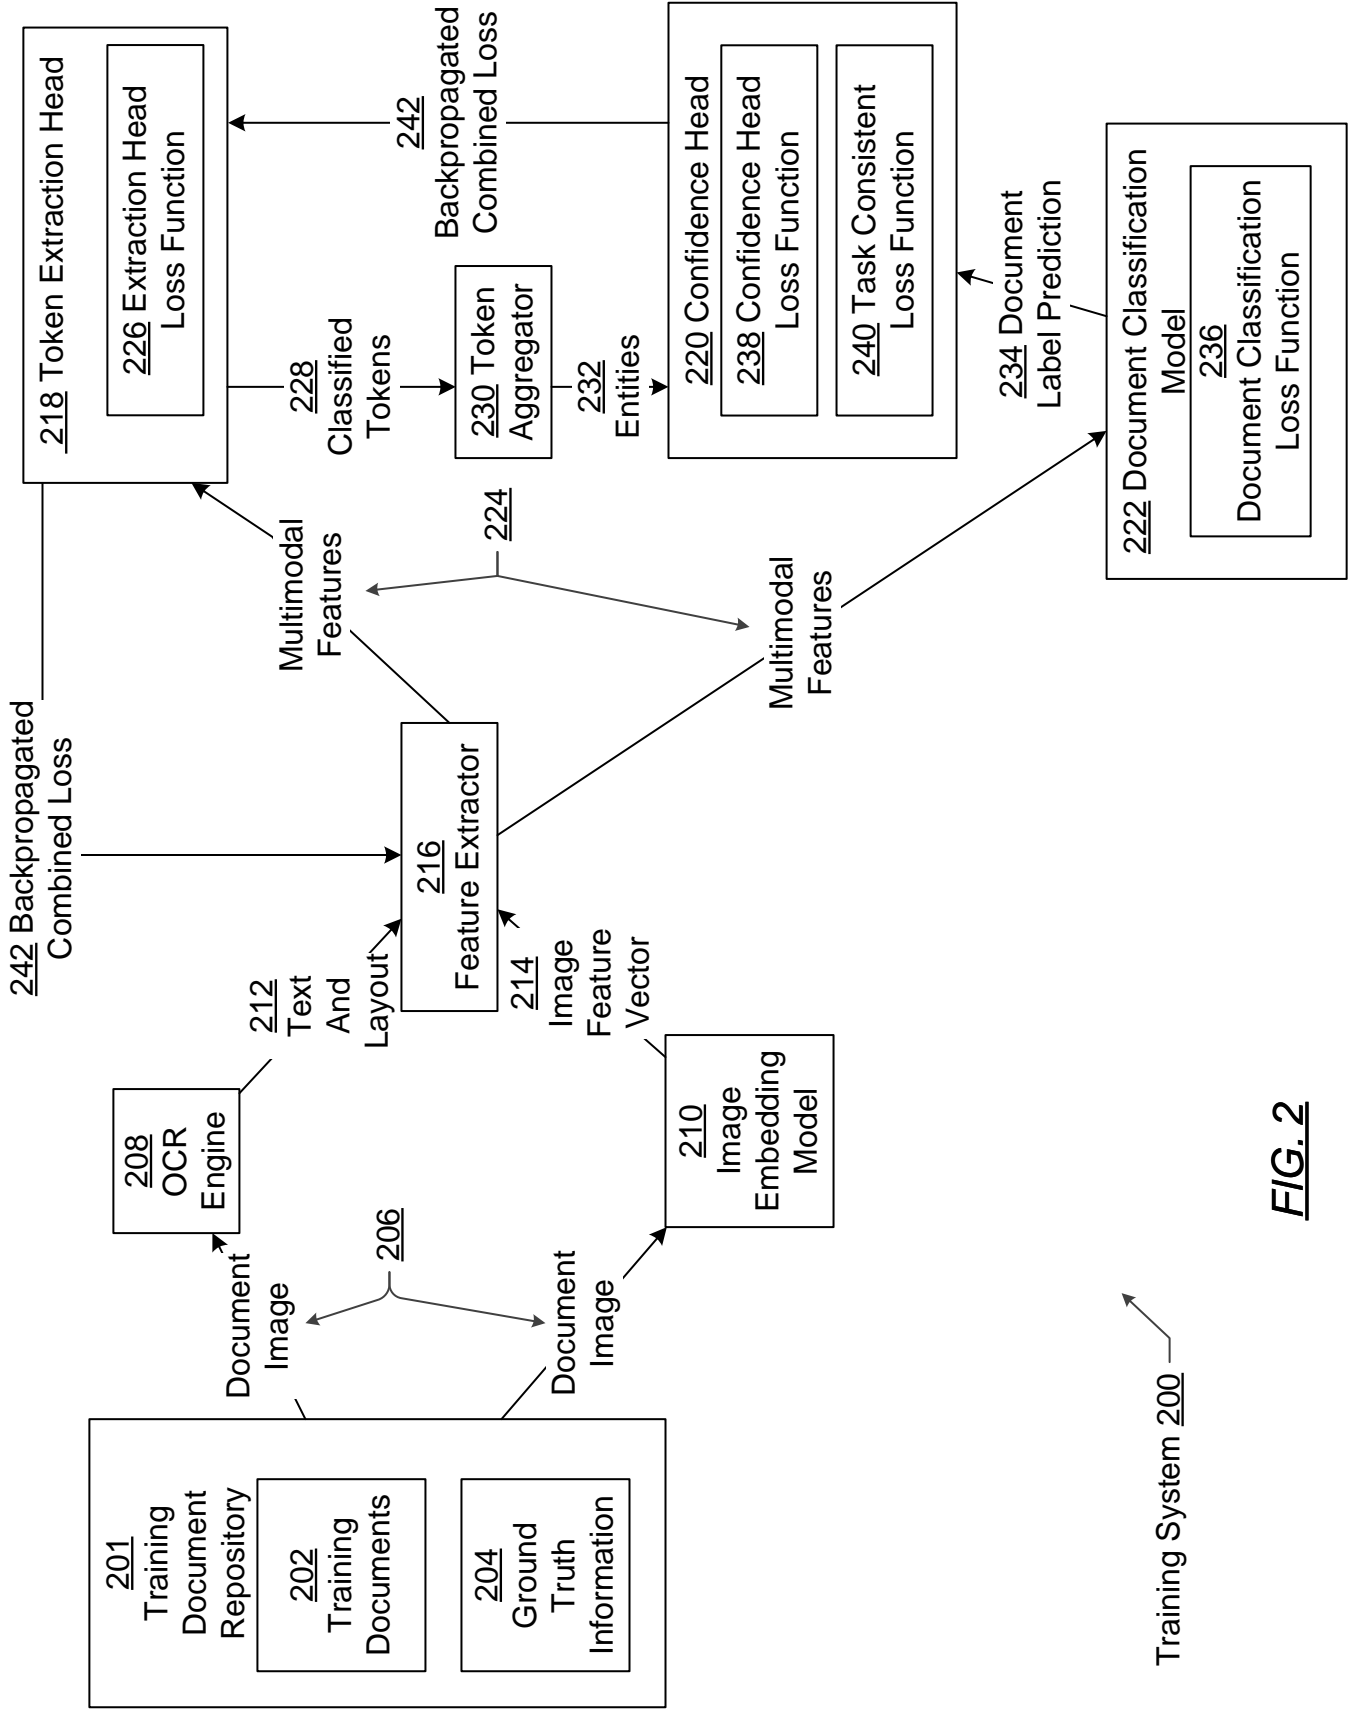 201
Training
Document
Repository
202
Training
Documents
204
Ground
Truth
Information
Document
Image
206
Document
Image
208
OCR
Engine
210
Image
Embedding
Model
212
Text
And
Layout
214
Image
Feature
Vector
242 Backpropagated
Combined Loss
216
Feature Extractor
Multimodal
Features
224
Multimodal
Features
218 Token Extraction Head
226 Extraction Head
Loss Function
228
Classified
Tokens
230 Token
Aggregator
232
Entities
242
Backpropagated
Combined Loss
220 Confidence Head
238 Confidence Head
Loss Function
240 Task Consistent
Loss Function
234 Document
Label Prediction
222 Document Classification
Model
236
Document Classification
Loss Function
Training System 200
FIG. 2